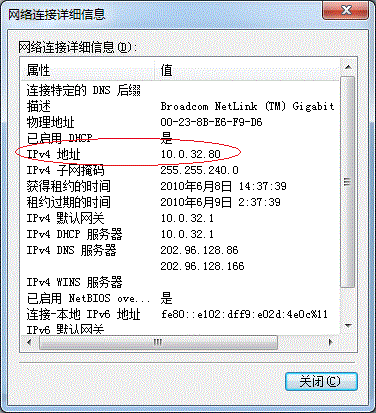 网络连接详细信息
网络连接详细信息(D):
属性 值
连接特定的 DNS 后缀
描述 Broadcom NetLink (TM) Gigabit
物理地址 00-23-8B-E6-F9-D6
已启用 DHCP 是
IPv4 地址 10.0.32.80
IPv4 子网掩码 255.255.240.0
获得租约的时间 2010年6月8日 14:37:39
租约过期的时间 2010年6月9日 2:37:39
IPv4 默认网关 10.0.32.1
IPv4 DHCP 服务器 10.0.32.1
IPv4 DNS 服务器 202.96.128.86
202.96.128.166
IPv4 WINS 服务器
已启用 NetBIOS ove... 是
连接-本地 IPv6 地址 fe80::e102:dff9:e02d:4e0c%11
IPv6 默认网关
关闭(C)